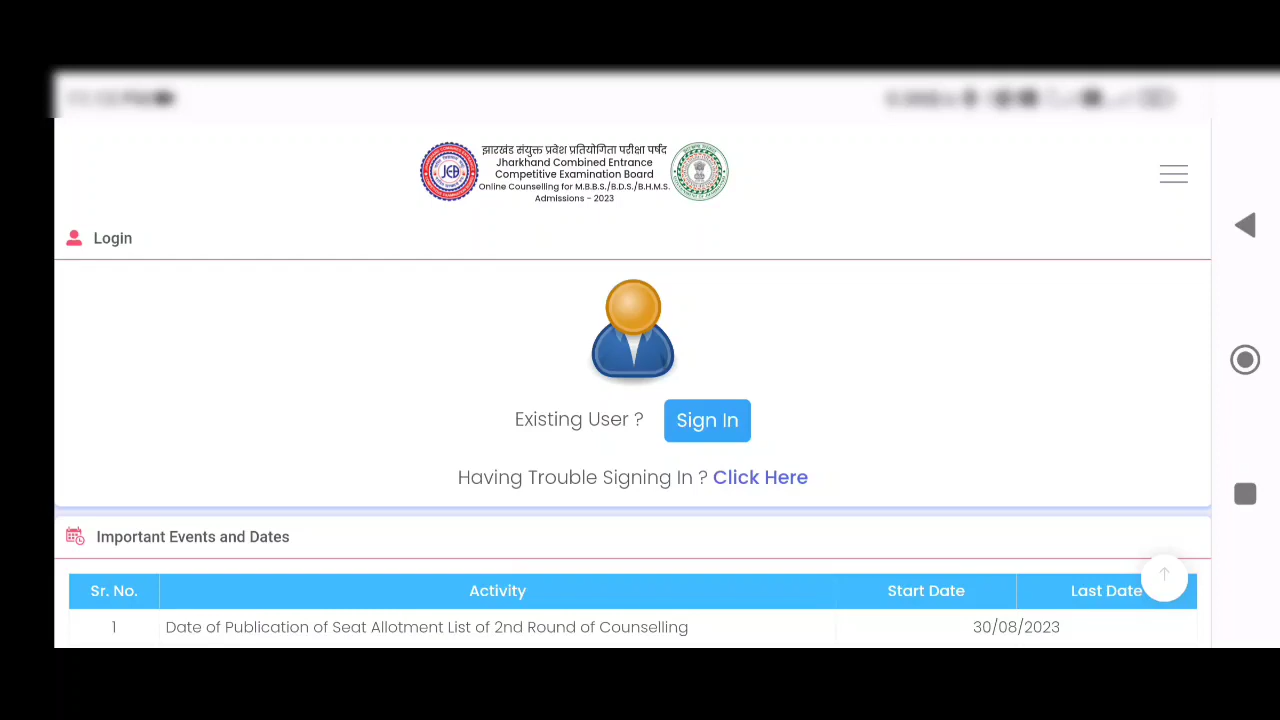 झारखंड संयुक्त प्रवेश प्रतियोगिता परीक्षा पर्षद
Jharkhand Combined Entrance
Competitive Examination Board
Online Counselling for M.B.B.S./B.D.S./B.H.M.S.
Admissions - 2023
JCB
Login
Existing User ? Sign In
Having Trouble Signing In ? Click Here
Important Events and Dates
Sr. No. Activity Start Date Last Date
1 Date of Publication of Seat Allotment List of 2nd Round of Counselling 30/08/2023